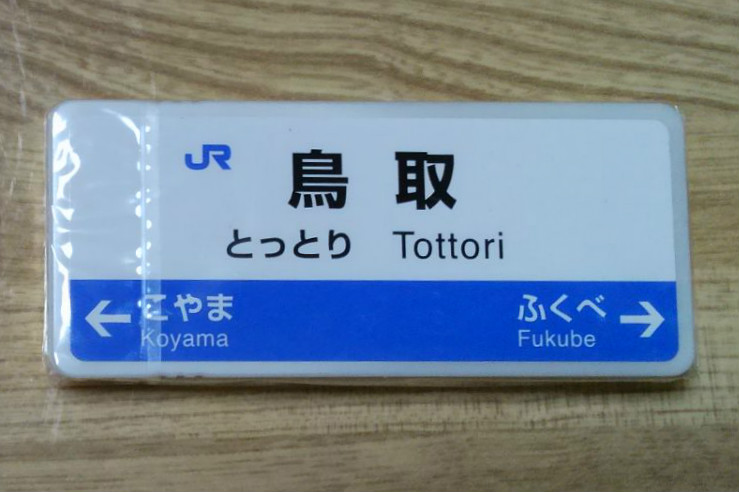 JR
鳥取
とっとり Tottori
← こやま ふくべ →
Koyama Fukube